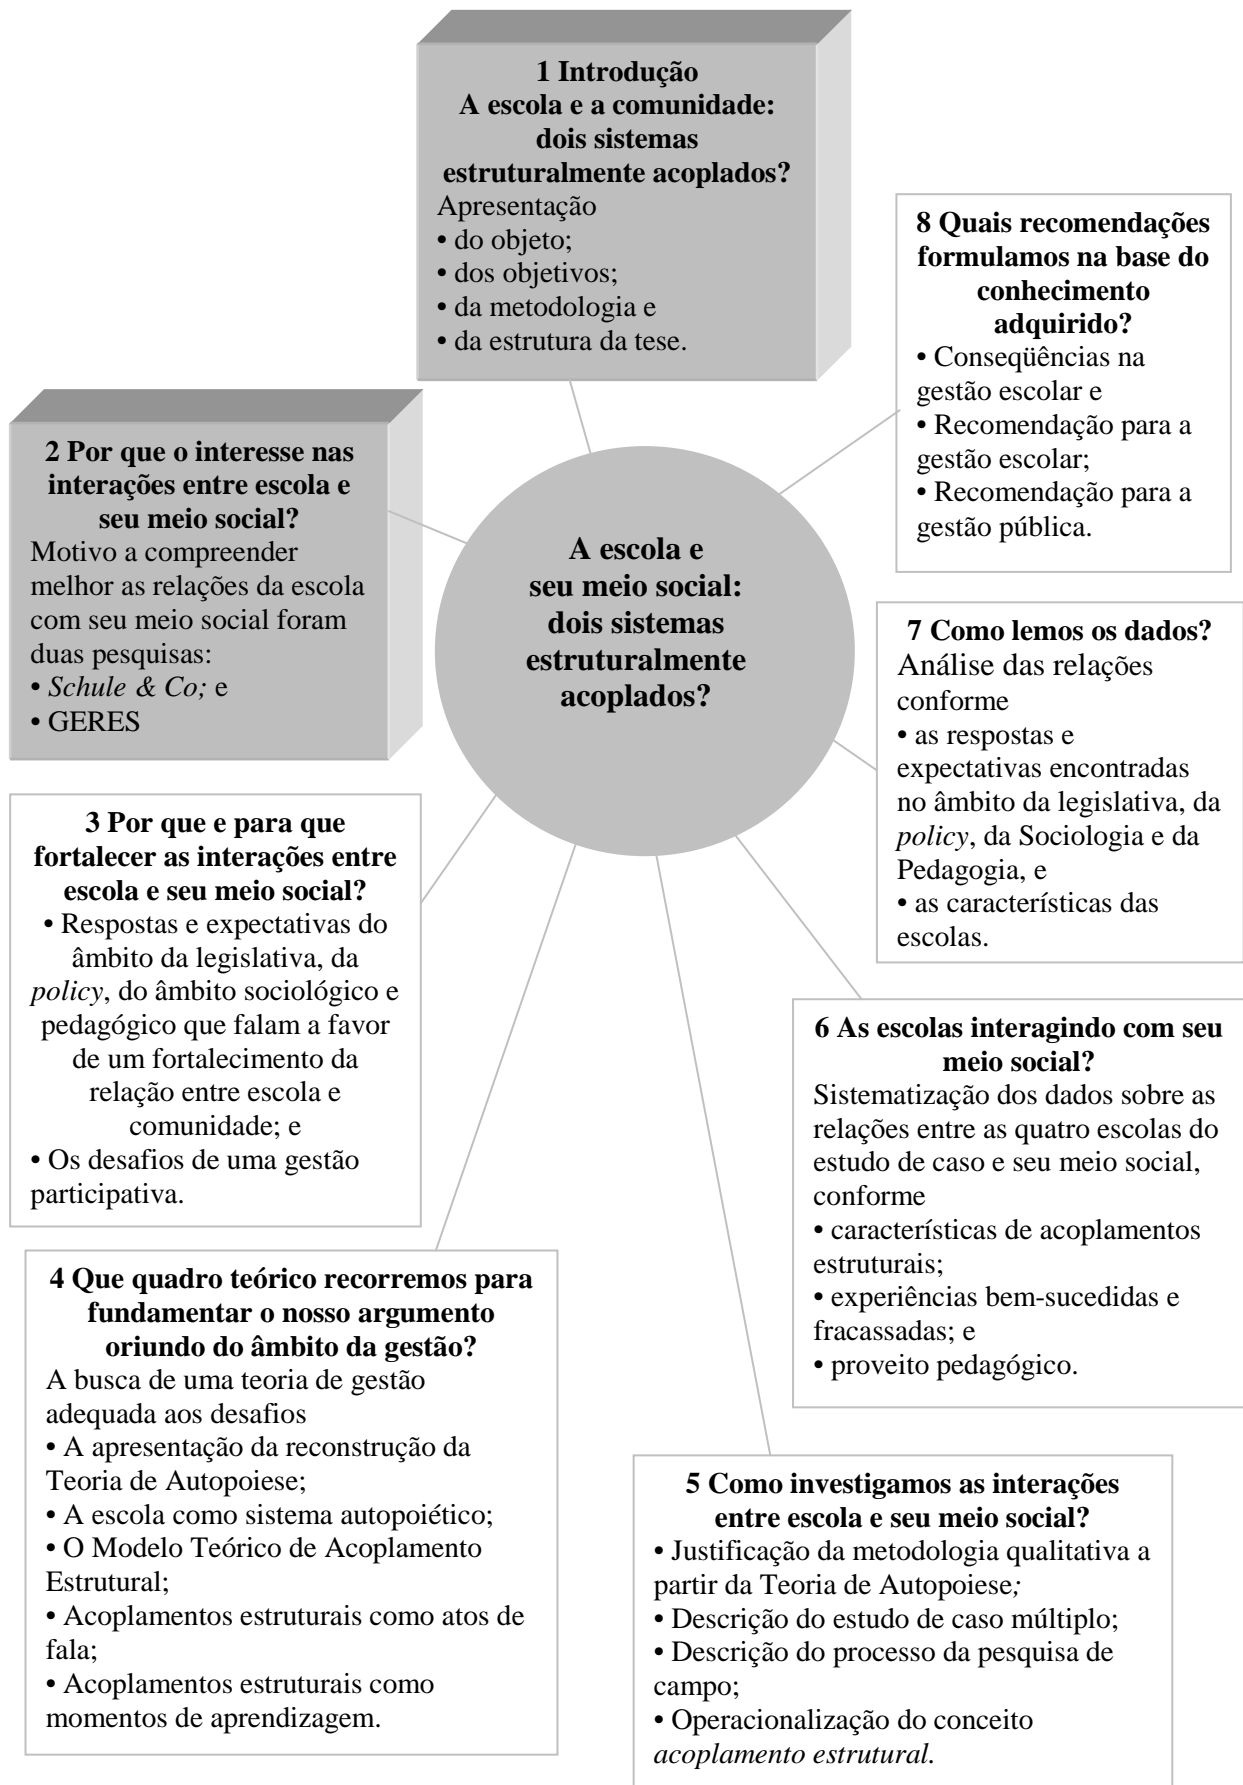 1 Introdução
A escola e a comunidade:
dois sistemas
estruturalmente acoplados?
Apresentação
• do objeto;
• dos objetivos;
• da metodologia e
• da estrutura da tese.
2 Por que o interesse nas
interações entre escola e
seu meio social?
Motivo a compreender
melhor as relações da escola
com seu meio social foram
duas pesquisas:
• Schule & Co; e
• GERES
A escola e
seu meio social:
dois sistemas
estruturalmente
acoplados?
3 Por que e para que
fortalecer as interações entre
escola e seu meio social?
• Respostas e expectativas do
âmbito da legislativa, da
policy, do âmbito sociológico e
pedagógico que falam a favor
de um fortalecimento da
relação entre escola e
comunidade; e
• Os desafios de uma gestão
participativa.
4 Que quadro teórico recorremos para
fundamentar o nosso argumento
oriundo do âmbito da gestão?
A busca de uma teoria de gestão
adequada aos desafios
• A apresentação da reconstrução da
Teoria de Autopoiese;
• A escola como sistema autopoiético;
• O Modelo Teórico de Acoplamento
Estrutural;
• Acoplamentos estruturais como atos de
fala;
• Acoplamentos estruturais como
momentos de aprendizagem.
5 Como investigamos as interações
entre escola e seu meio social?
• Justificação da metodologia qualitativa a
partir da Teoria de Autopoiese;
• Descrição do estudo de caso múltiplo;
• Descrição do processo da pesquisa de
campo;
• Operacionalização do conceito
acoplamento estrutural.
6 As escolas interagindo com seu
meio social?
Sistematização dos dados sobre as
relações entre as quatro escolas do
estudo de caso e seu meio social,
conforme
• características de acoplamentos
estruturais;
• experiências bem-sucedidas e
fracassadas; e
• proveito pedagógico.
7 Como lemos os dados?
Análise das relações
conforme
• as respostas e
expectativas encontradas
no âmbito da legislativa, da
policy, da Sociologia e da
Pedagogia, e
• as características das
escolas.
8 Quais recomendações
formulamos na base do
conhecimento
adquirido?
• Conseqüências na
gestão escolar e
• Recomendação para a
gestão escolar;
• Recomendação para a
gestão pública.